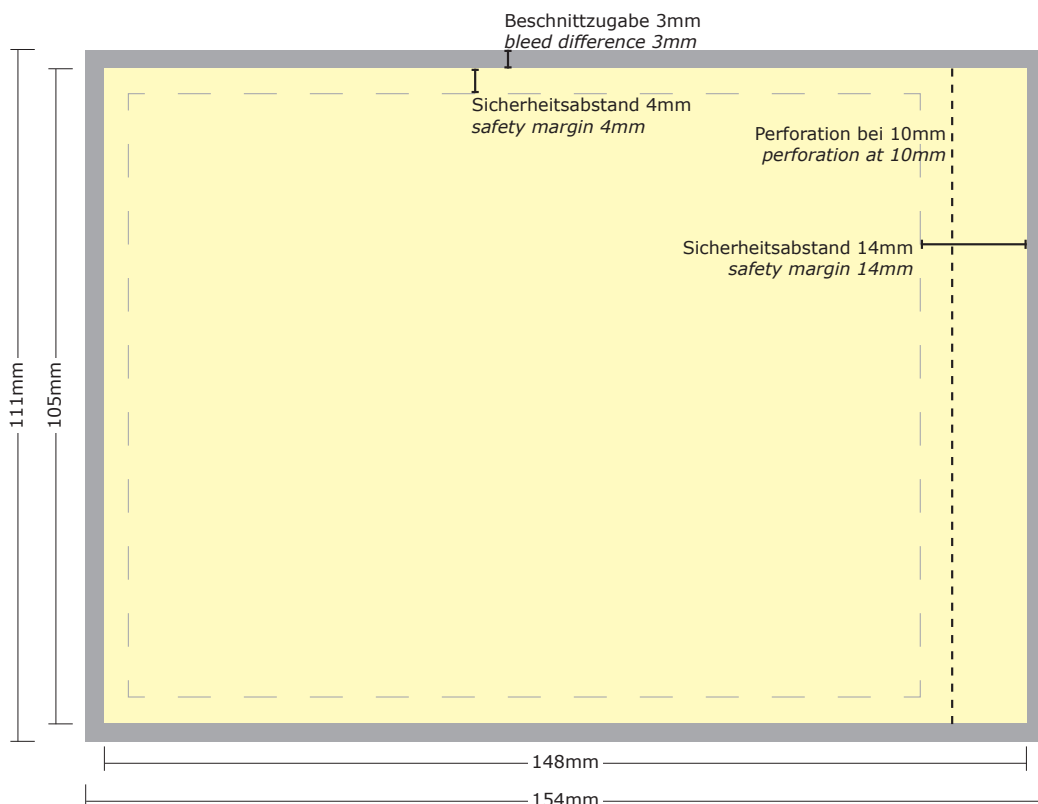 Beschnittzugabe 3mm
bleed difference 3mm
Sicherheitsabstand 4mm
safety margin 4mm
Perforation bei 10mm
perforation at 10mm
Sicherheitsabstand 14mm
safety margin 14mm
111mm
105mm
148mm
154mm